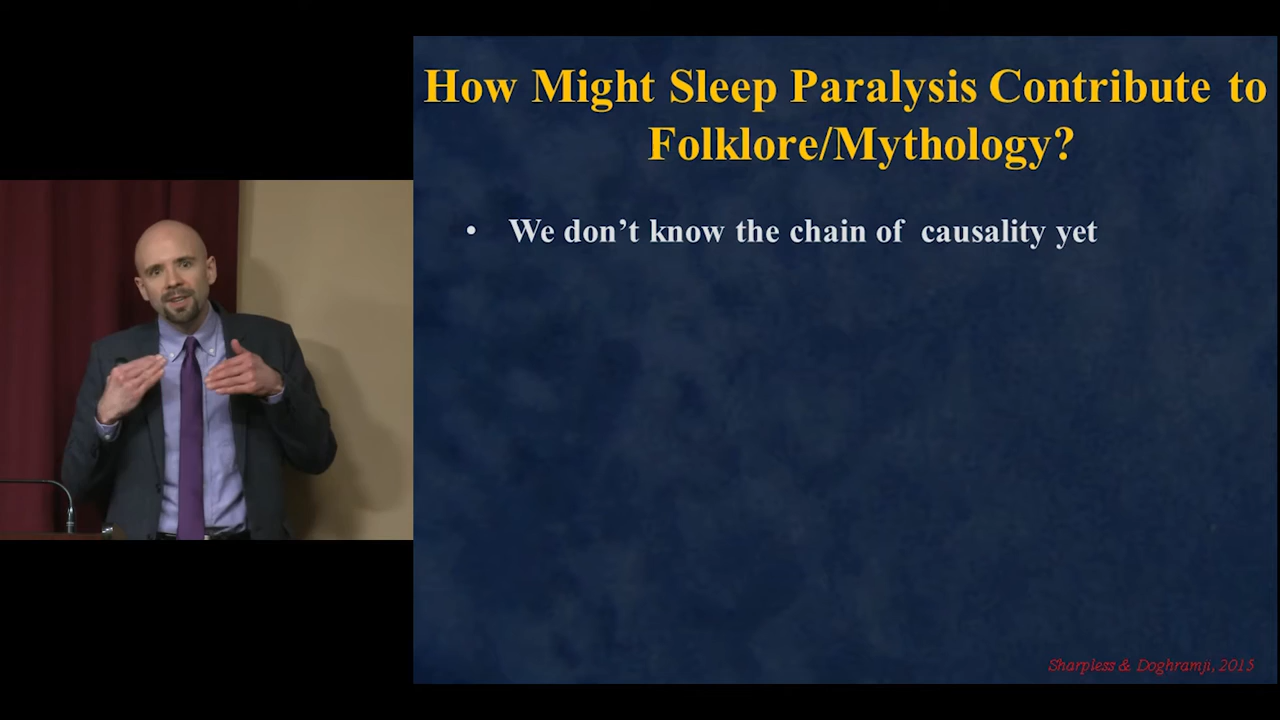 How Might Sleep Paralysis Contribute to
Folklore/Mythology?
• We don't know the chain of causality yet
Sharpless & Doghramji, 2015